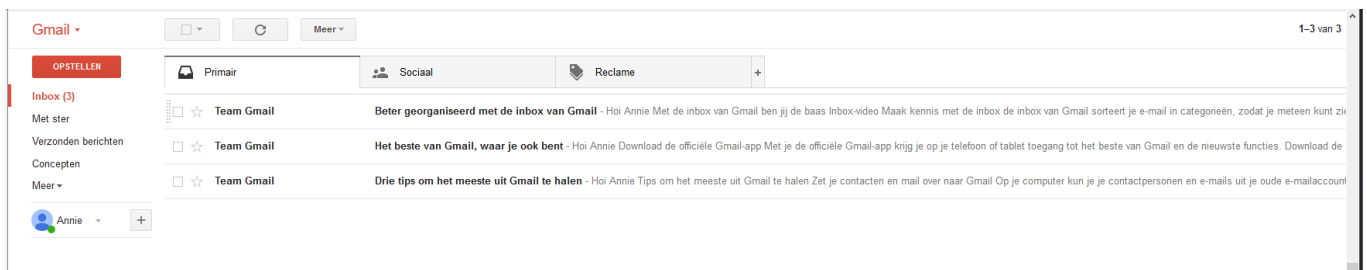 Gmail
Meer
1–3 van 3
OPSTELLEN
Inbox (3)
Met ster
Verzonden berichten
Concepten
Meer
Annie
Primair
Sociaal
Reclame
+
Team Gmail Beter georganiseerd met de inbox van Gmail - Hoi Annie Met de inbox van Gmail ben jij de baas Inbox-video Maak kennis met de inbox de inbox van Gmail sorteert je e-mail in categorieën, zodat je meteen kunt zie
Team Gmail Het beste van Gmail, waar je ook bent - Hoi Annie Download de officiële Gmail-app Met je de officiële Gmail-app krijg je op je telefoon of tablet toegang tot het beste van Gmail en de nieuwste functies. Download de
Team Gmail Drie tips om het meeste uit Gmail te halen - Hoi Annie Tips om het meeste uit Gmail te halen Zet je contacten en mail over naar Gmail Op je computer kun je je contactpersonen en e-mails uit je oude e-mailaccount